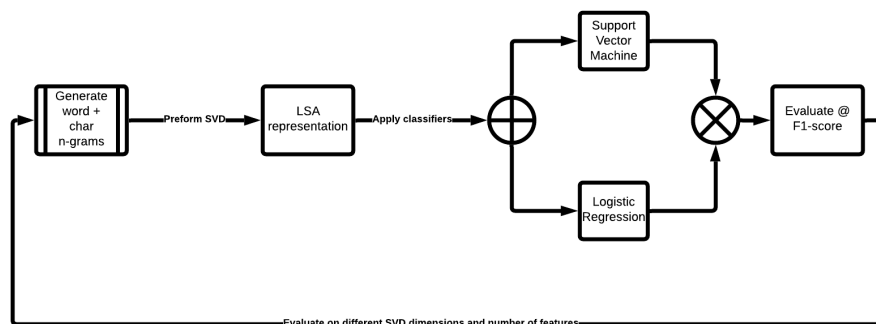 Support
Vector
Machine
Generate
word +
char
n-grams
Preform SVD
LSA
representation
Apply classifiers
Evaluate @
F1-score
Logistic
Regression
Evaluate on different SVD dimensions and number of features